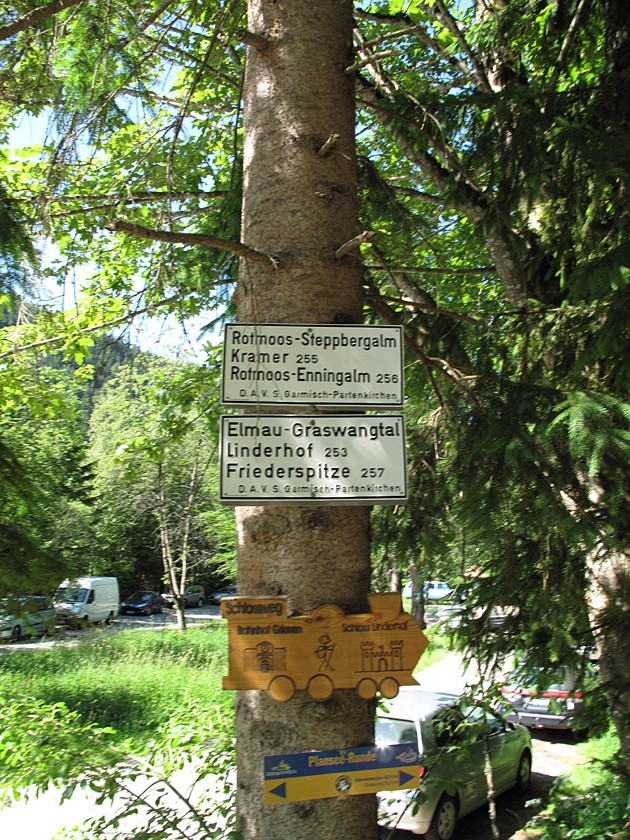 Rotmoos-Steppbergalm
Kramer 255
Rotmoos-Enningalm 256
D.A.V.S. Garmisch-Partenkirchen
Elmau-Graswangtal
Linderhof 253
Friederspitze 257
D.A.V.S. Garmisch-Partenkirchen
Schlossweg
Bahnhof Griesen
Schloss Linderhof
Plansee-Runde